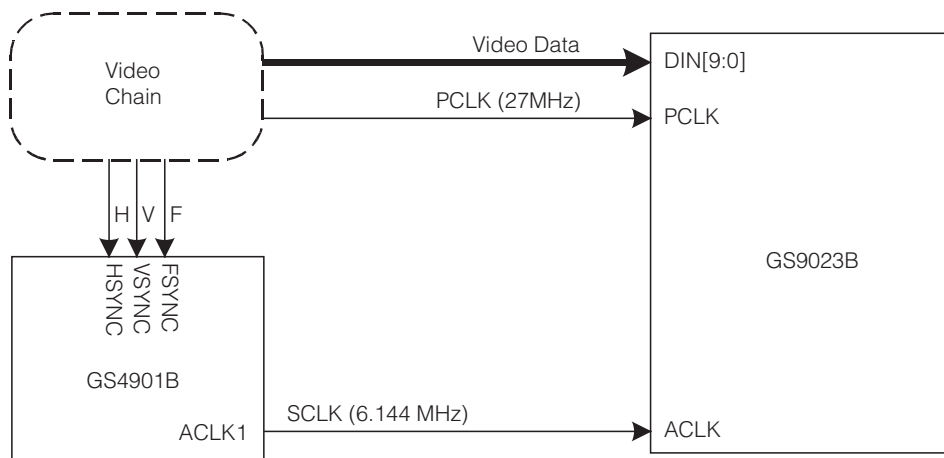 Video
Chain
Video Data
DIN[9:0]
PCLK (27MHz)
PCLK
H
V
F
HSYNC
VSYNC
FSYNC
GS9023B
GS4901B
SCLK (6.144 MHz)
ACLK1
ACLK